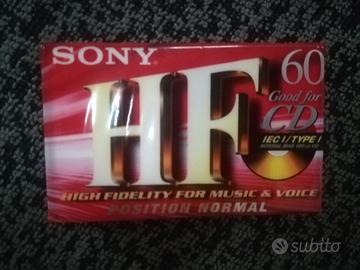 SONY
60
HF
Good for
CD
IEC I / TYPE I
HIGH FIDELITY FOR MUSIC & VOICE
POSITION NORMAL
subito